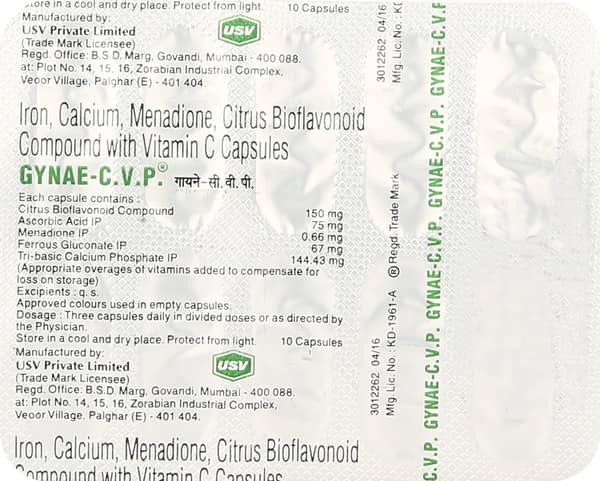 Store in a cool and dry place. Protect from light. 10 Capsules
Manufactured by:
USV Private Limited
(Trade Mark Licensee)
USV
Regd. Office: B.S.D. Marg, Govandi, Mumbai - 400 088.
at: Plot No. 14, 15, 16, Zorabian Industrial Complex,
Veoor Village, Palghar (E) - 401 404.
Iron, Calcium, Menadione, Citrus Bioflavonoid
Compound with Vitamin C Capsules
GYNAE-C.V.P.® गायने-सी.वी.पी.
Each capsule contains :
Citrus Bioflavonoid Compound 150 mg
Ascorbic Acid IP 75 mg
Menadione IP 0.66 mg
Ferrous Gluconate IP 67 mg
Tri-basic Calcium Phosphate IP 144.43 mg
(Appropriate overages of vitamins added to compensate for
loss on storage)
Excipients : q. s.
Approved colours used in empty capsules.
Dosage : Three capsules daily in divided doses or as directed by
the Physician.
Store in a cool and dry place. Protect from light. 10 Capsules
Manufactured by:
USV Private Limited
(Trade Mark Licensee)
USV
Regd. Office: B.S.D. Marg, Govandi, Mumbai - 400 088.
at: Plot No. 14, 15, 16, Zorabian Industrial Complex,
Veoor Village, Palghar (E) - 401 404.
Iron, Calcium, Menadione, Citrus Bioflavonoid
Compound with Vitamin C Capsules
3012262 04/16
Mfg. Lic. No.: KD-1961-A ® Regd. Trade Mark
3012262 04/16
Mfg. Lic. No.: KD
C.V.P. GYNAE-C.V.P. GYNAE-C.V.P. GYNAE-C.V.P. GYNAE-C.V.P.